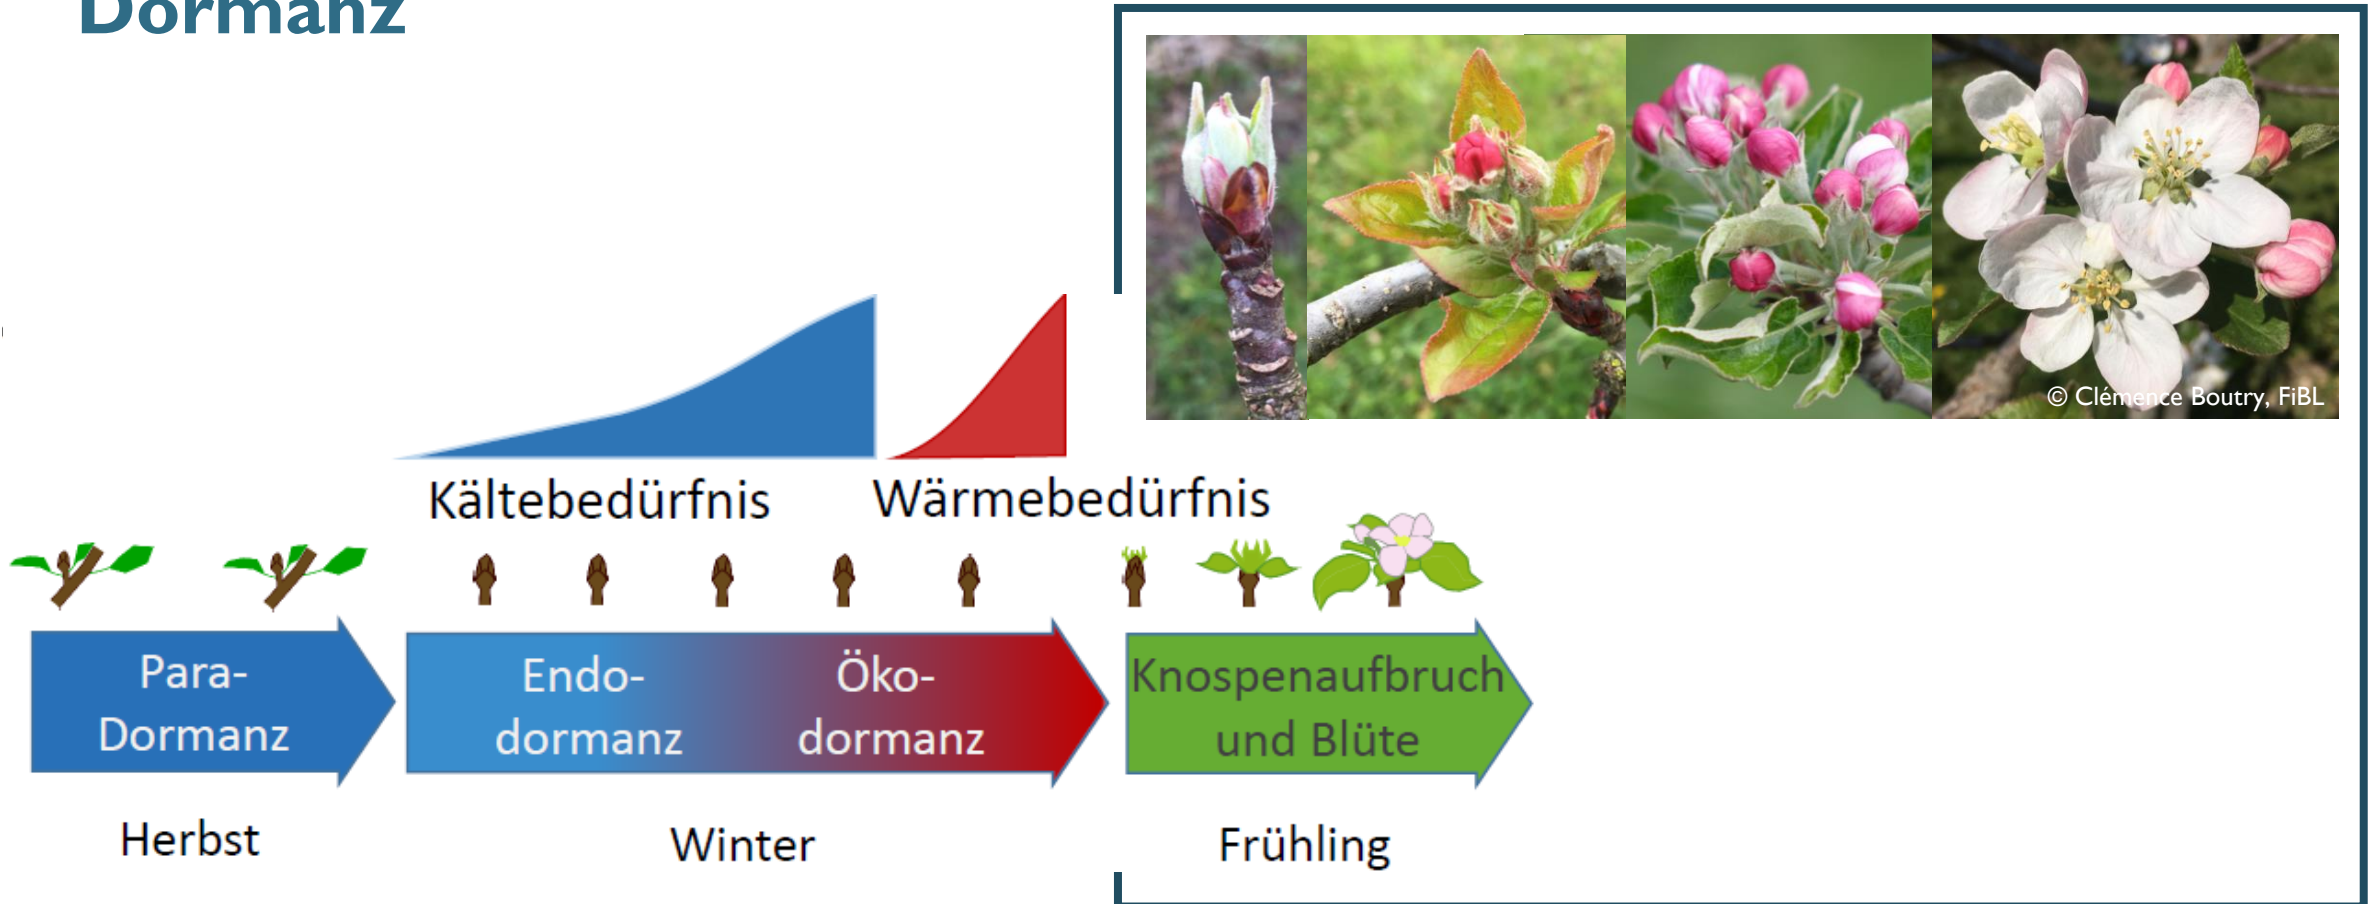 Dormanz
© Clémence Boutry, FiBL
Kältebedürfnis
Wärmebedürfnis
Para-
Dormanz
Endo-
dormanz
Öko-
dormanz
Knospenaufbruch
und Blüte
Herbst
Winter
Frühling